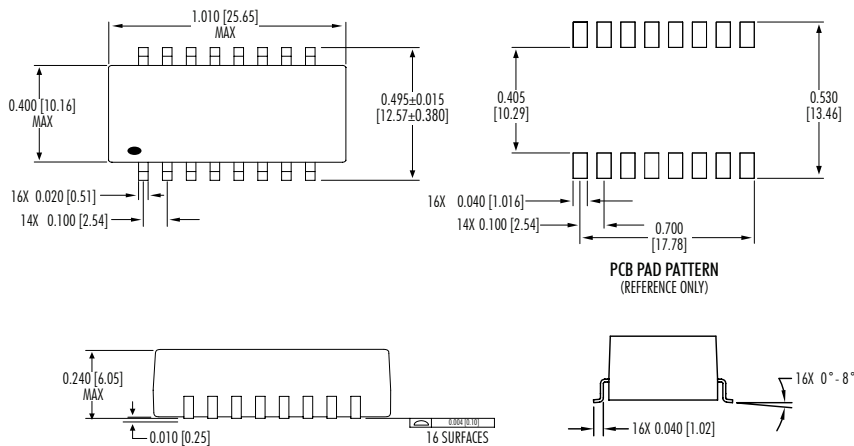 1.010 [25.65]
MAX
0.400 [10.16]
MAX
0.495±0.015
[12.57±0.380]
16X 0.020 [0.51]
14X 0.100 [2.54]
0.405
[10.29]
0.530
[13.46]
16X 0.040 [1.016]
14X 0.100 [2.54]
0.700
[17.78]
PCB PAD PATTERN
(REFERENCE ONLY)
0.240 [6.05]
MAX
0.010 [0.25]
0.004 [0.10]
16 SURFACES
16X 0°- 8°
16X 0.040 [1.02]